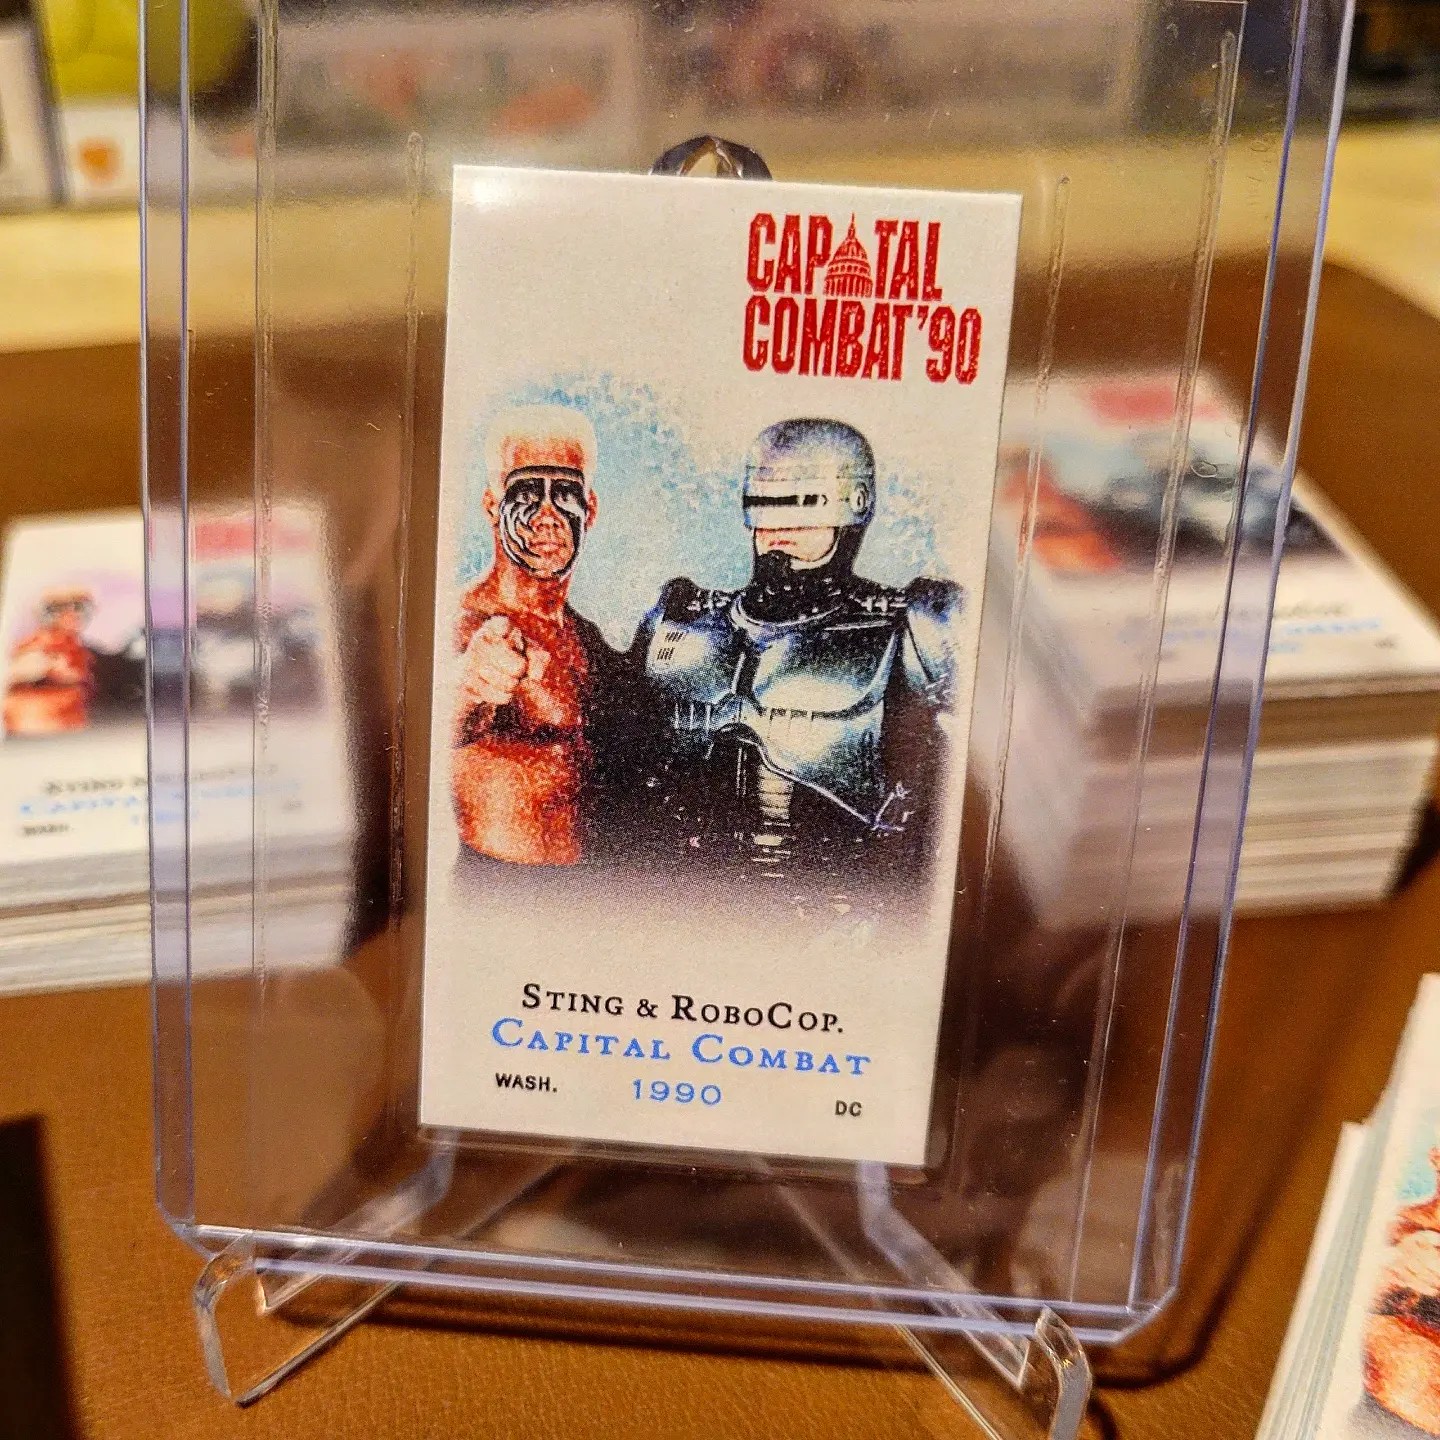 CAPITAL
COMBAT '90
STING & ROBOCOP.
CAPITAL COMBAT
WASH. 1990 DC